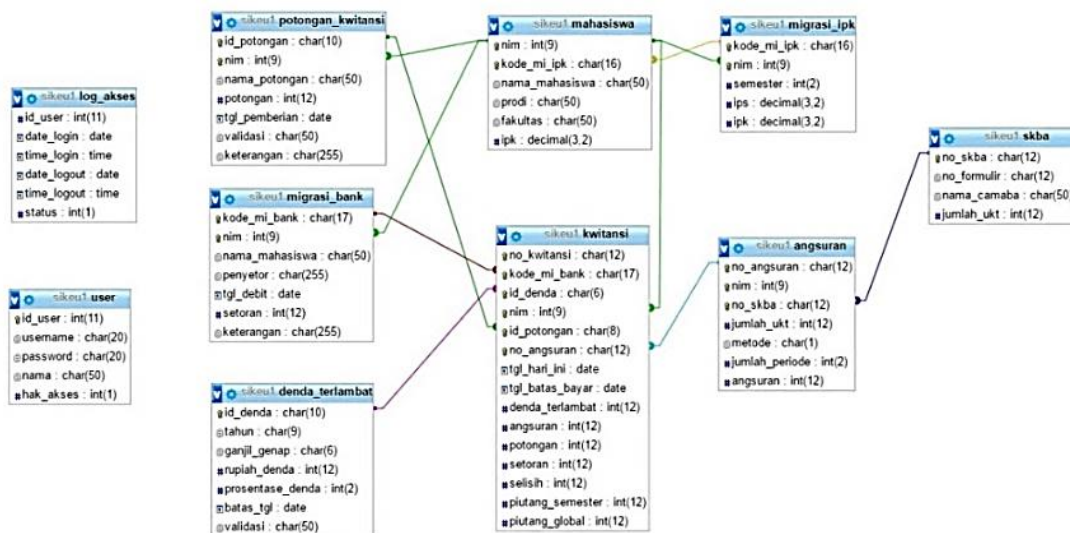 sikeu1 log_akses
id_user : int(11)
date_login : date
time_login : time
date_logout : date
time_logout : time
status : int(1)
sikeu1 user
id_user : int(11)
username : char(20)
password : char(20)
nama : char(50)
hak_akses : int(1)
sikeu1 potongan_kwitansi
id_potongan : char(10)
nim : int(9)
nama_potongan : char(50)
potongan : int(12)
tgl_pemberian : date
validasi : char(50)
keterangan : char(255)
sikeu1 migrasi_bank
kode_mi_bank : char(17)
nim : int(9)
nama_mahasiswa : char(50)
penyetor : char(255)
tgl_debit : date
setoran : int(12)
keterangan : char(255)
sikeu1 denda_terlambat
id_denda : char(10)
tahun : char(9)
ganjil_genap : char(6)
rupiah_denda : int(12)
prosentase_denda : int(2)
batas_tgl : date
validasi : char(50)
sikeu1 mahasiswa
nim : int(9)
kode_mi_ipk : char(16)
nama_mahasiswa : char(50)
prodi : char(50)
fakultas : char(50)
ipk : decimal(3,2)
sikeu1 kwitansi
no_kwitansi : char(12)
kode_mi_bank : char(17)
id_denda : char(6)
nim : int(9)
id_potongan : char(8)
no_angsuran : char(12)
tgl_hari_ini : date
tgl_batas_bayar : date
denda_terlambat : int(12)
angsuran : int(12)
potongan : int(12)
setoran : int(12)
selisih : int(12)
piutang_semester : int(12)
piutang_global : int(12)
sikeu1 migrasi_ipk
kode_mi_ipk : char(16)
nim : int(9)
semester : int(2)
ips : decimal(3,2)
ipk : decimal(3,2)
sikeu1 angsuran
no_angsuran : char(12)
nim : int(9)
no_skba : char(12)
jumlah_ukt : int(12)
metode : char(1)
jumlah_periode : int(2)
angsuran : int(12)
sikeu1 skba
no_skba : char(12)
no_formulir : char(12)
nama_camaba : char(50)
jumlah_ukt : int(12)